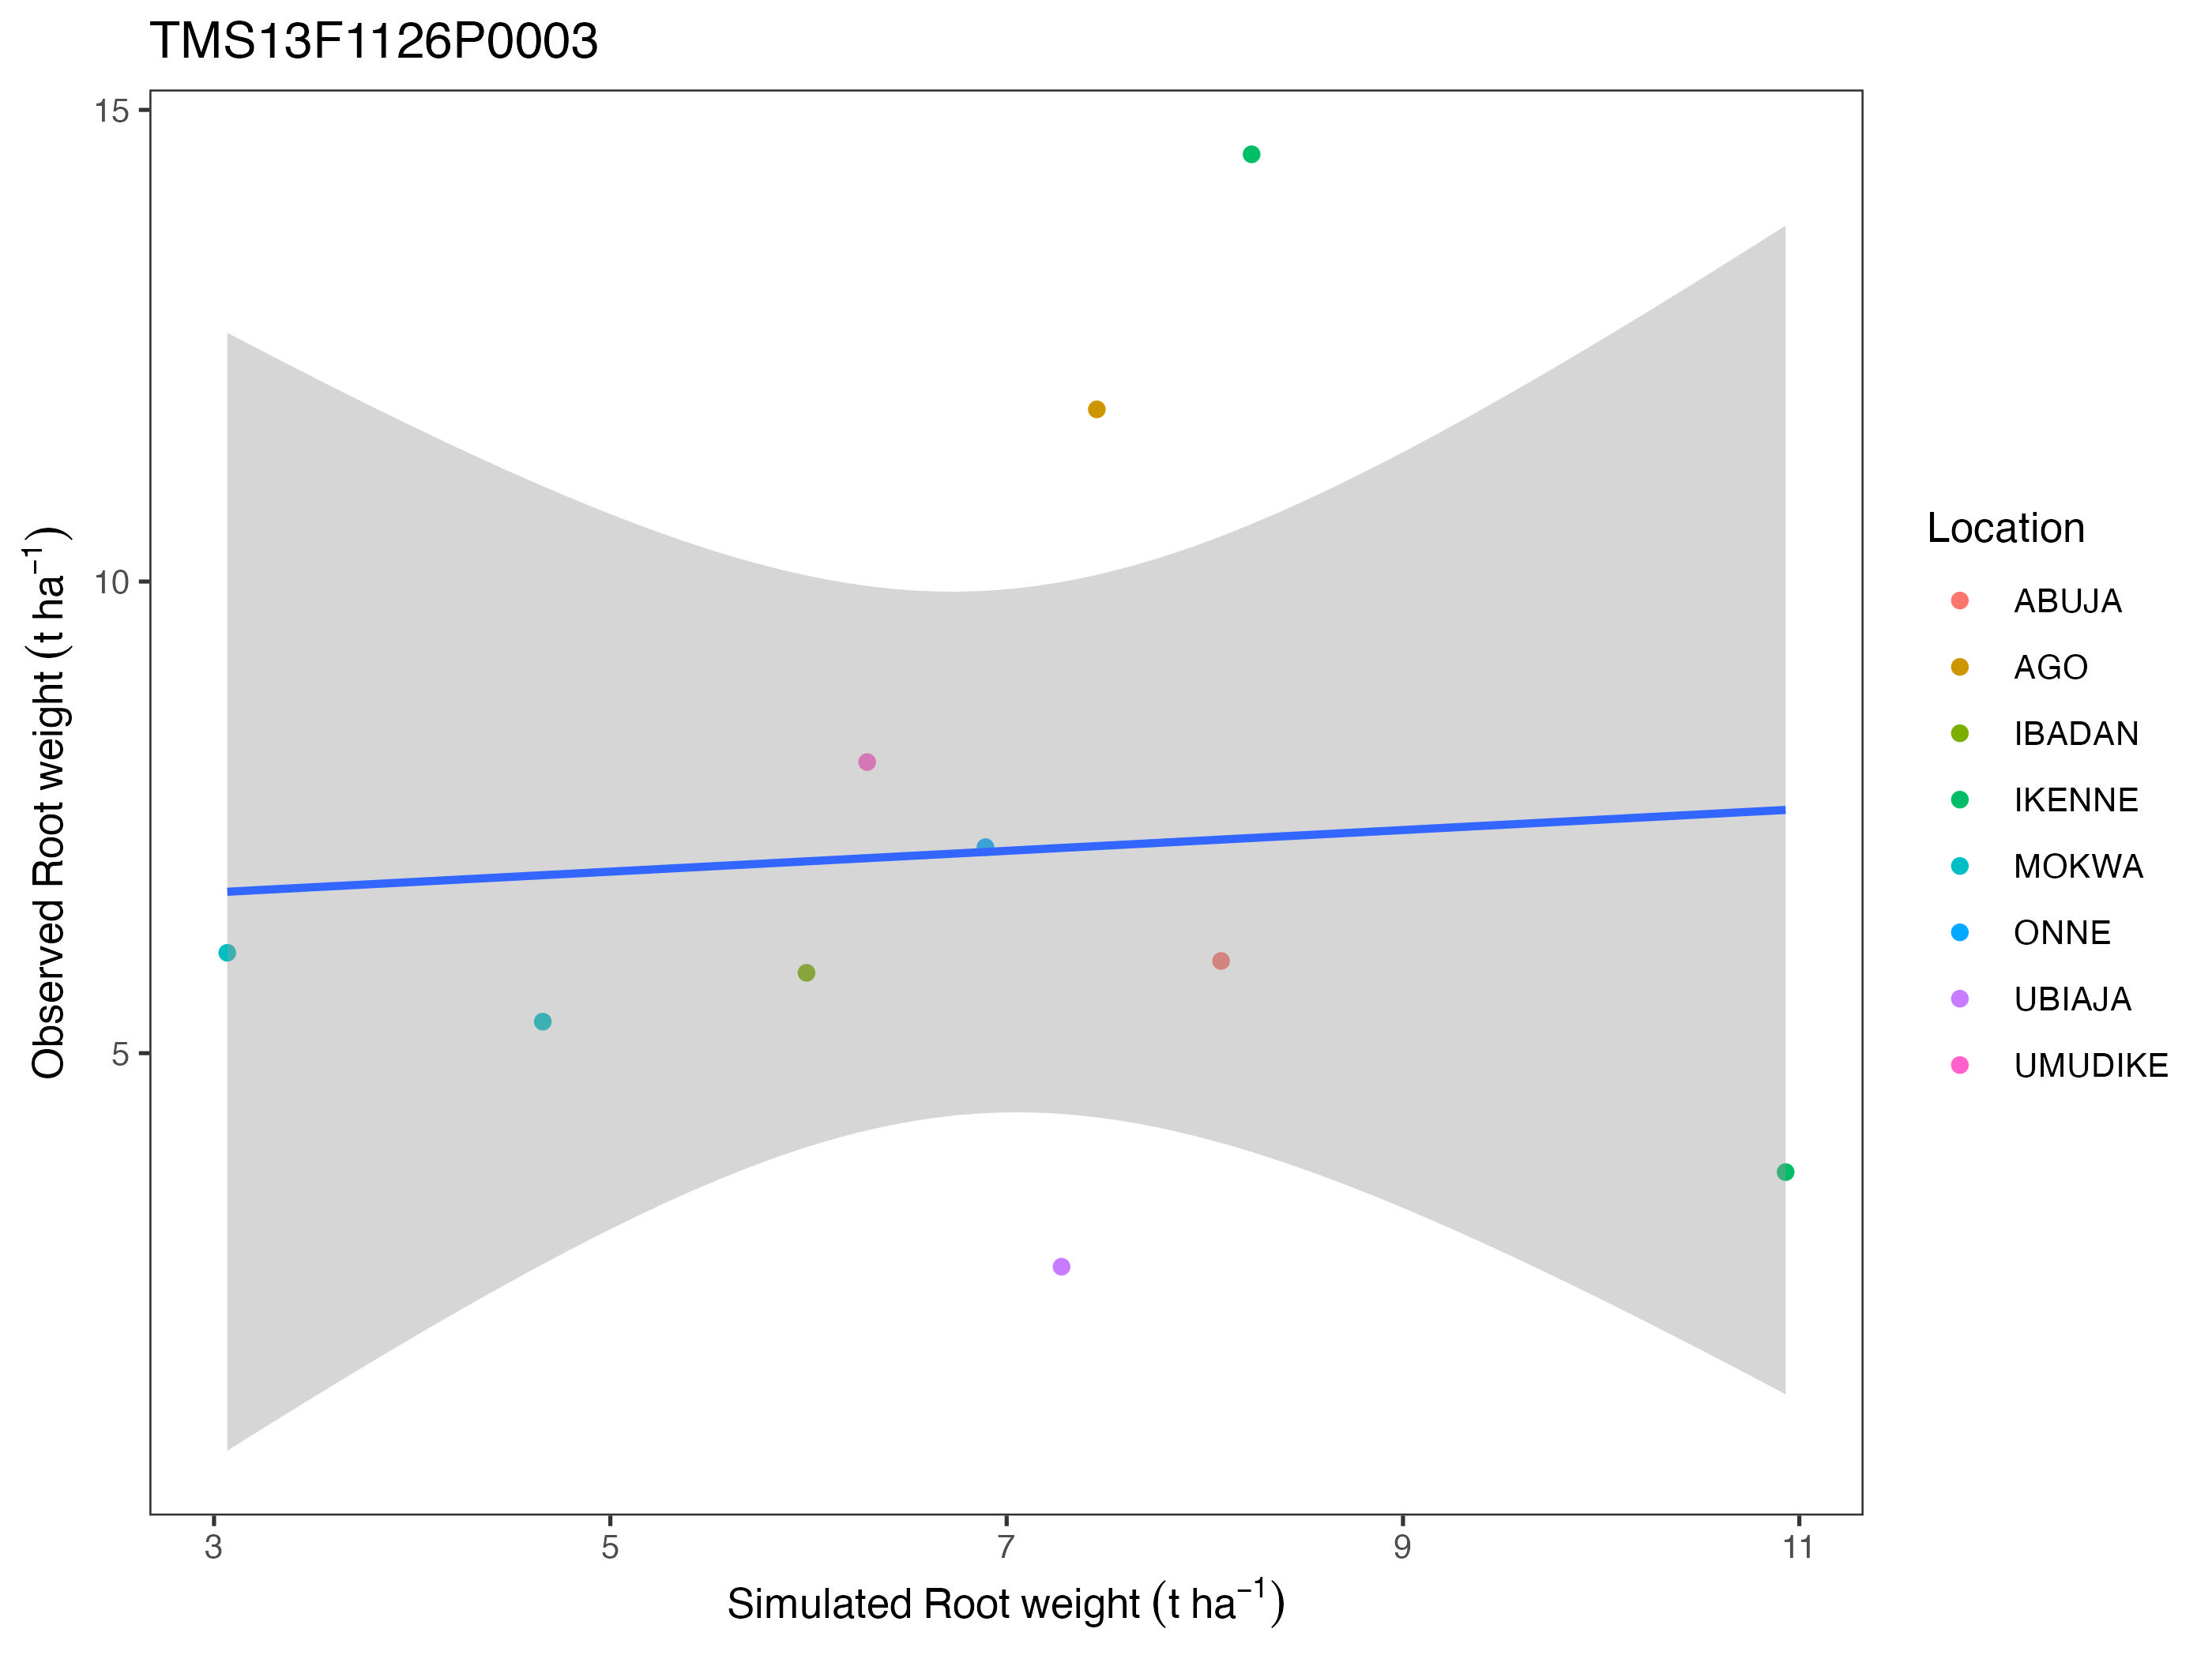 TMS13F1126P0003
15
10
5
Observed Root weight (t ha⁻¹)
3 5 7 9 11
Simulated Root weight (t ha⁻¹)
Location
ABUJA
AGO
IBADAN
IKENNE
MOKWA
ONNE
UBIAJA
UMUDIKE